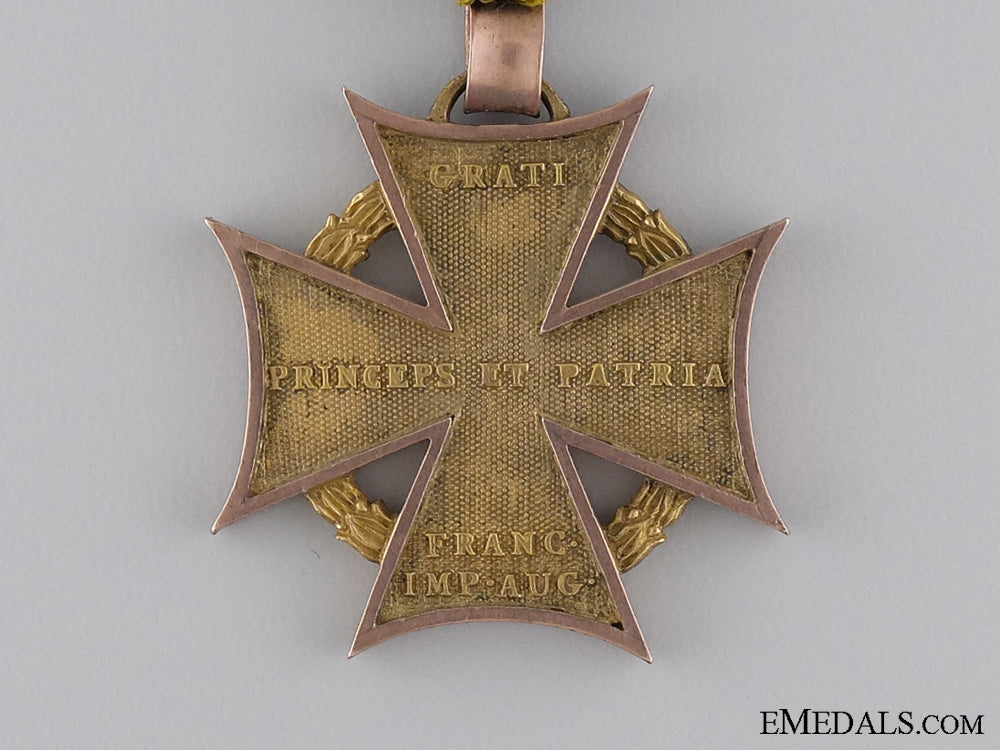 GRATI
PRINCEPS ET PATRIA
FRANC·
IMP·AUG·
EMEDALS.COM